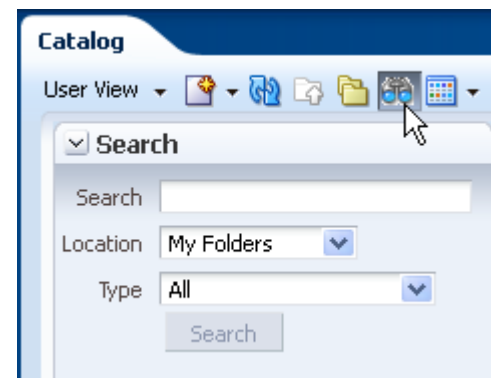 Catalog
User View
Search
Search
Location My Folders
Type All
Search